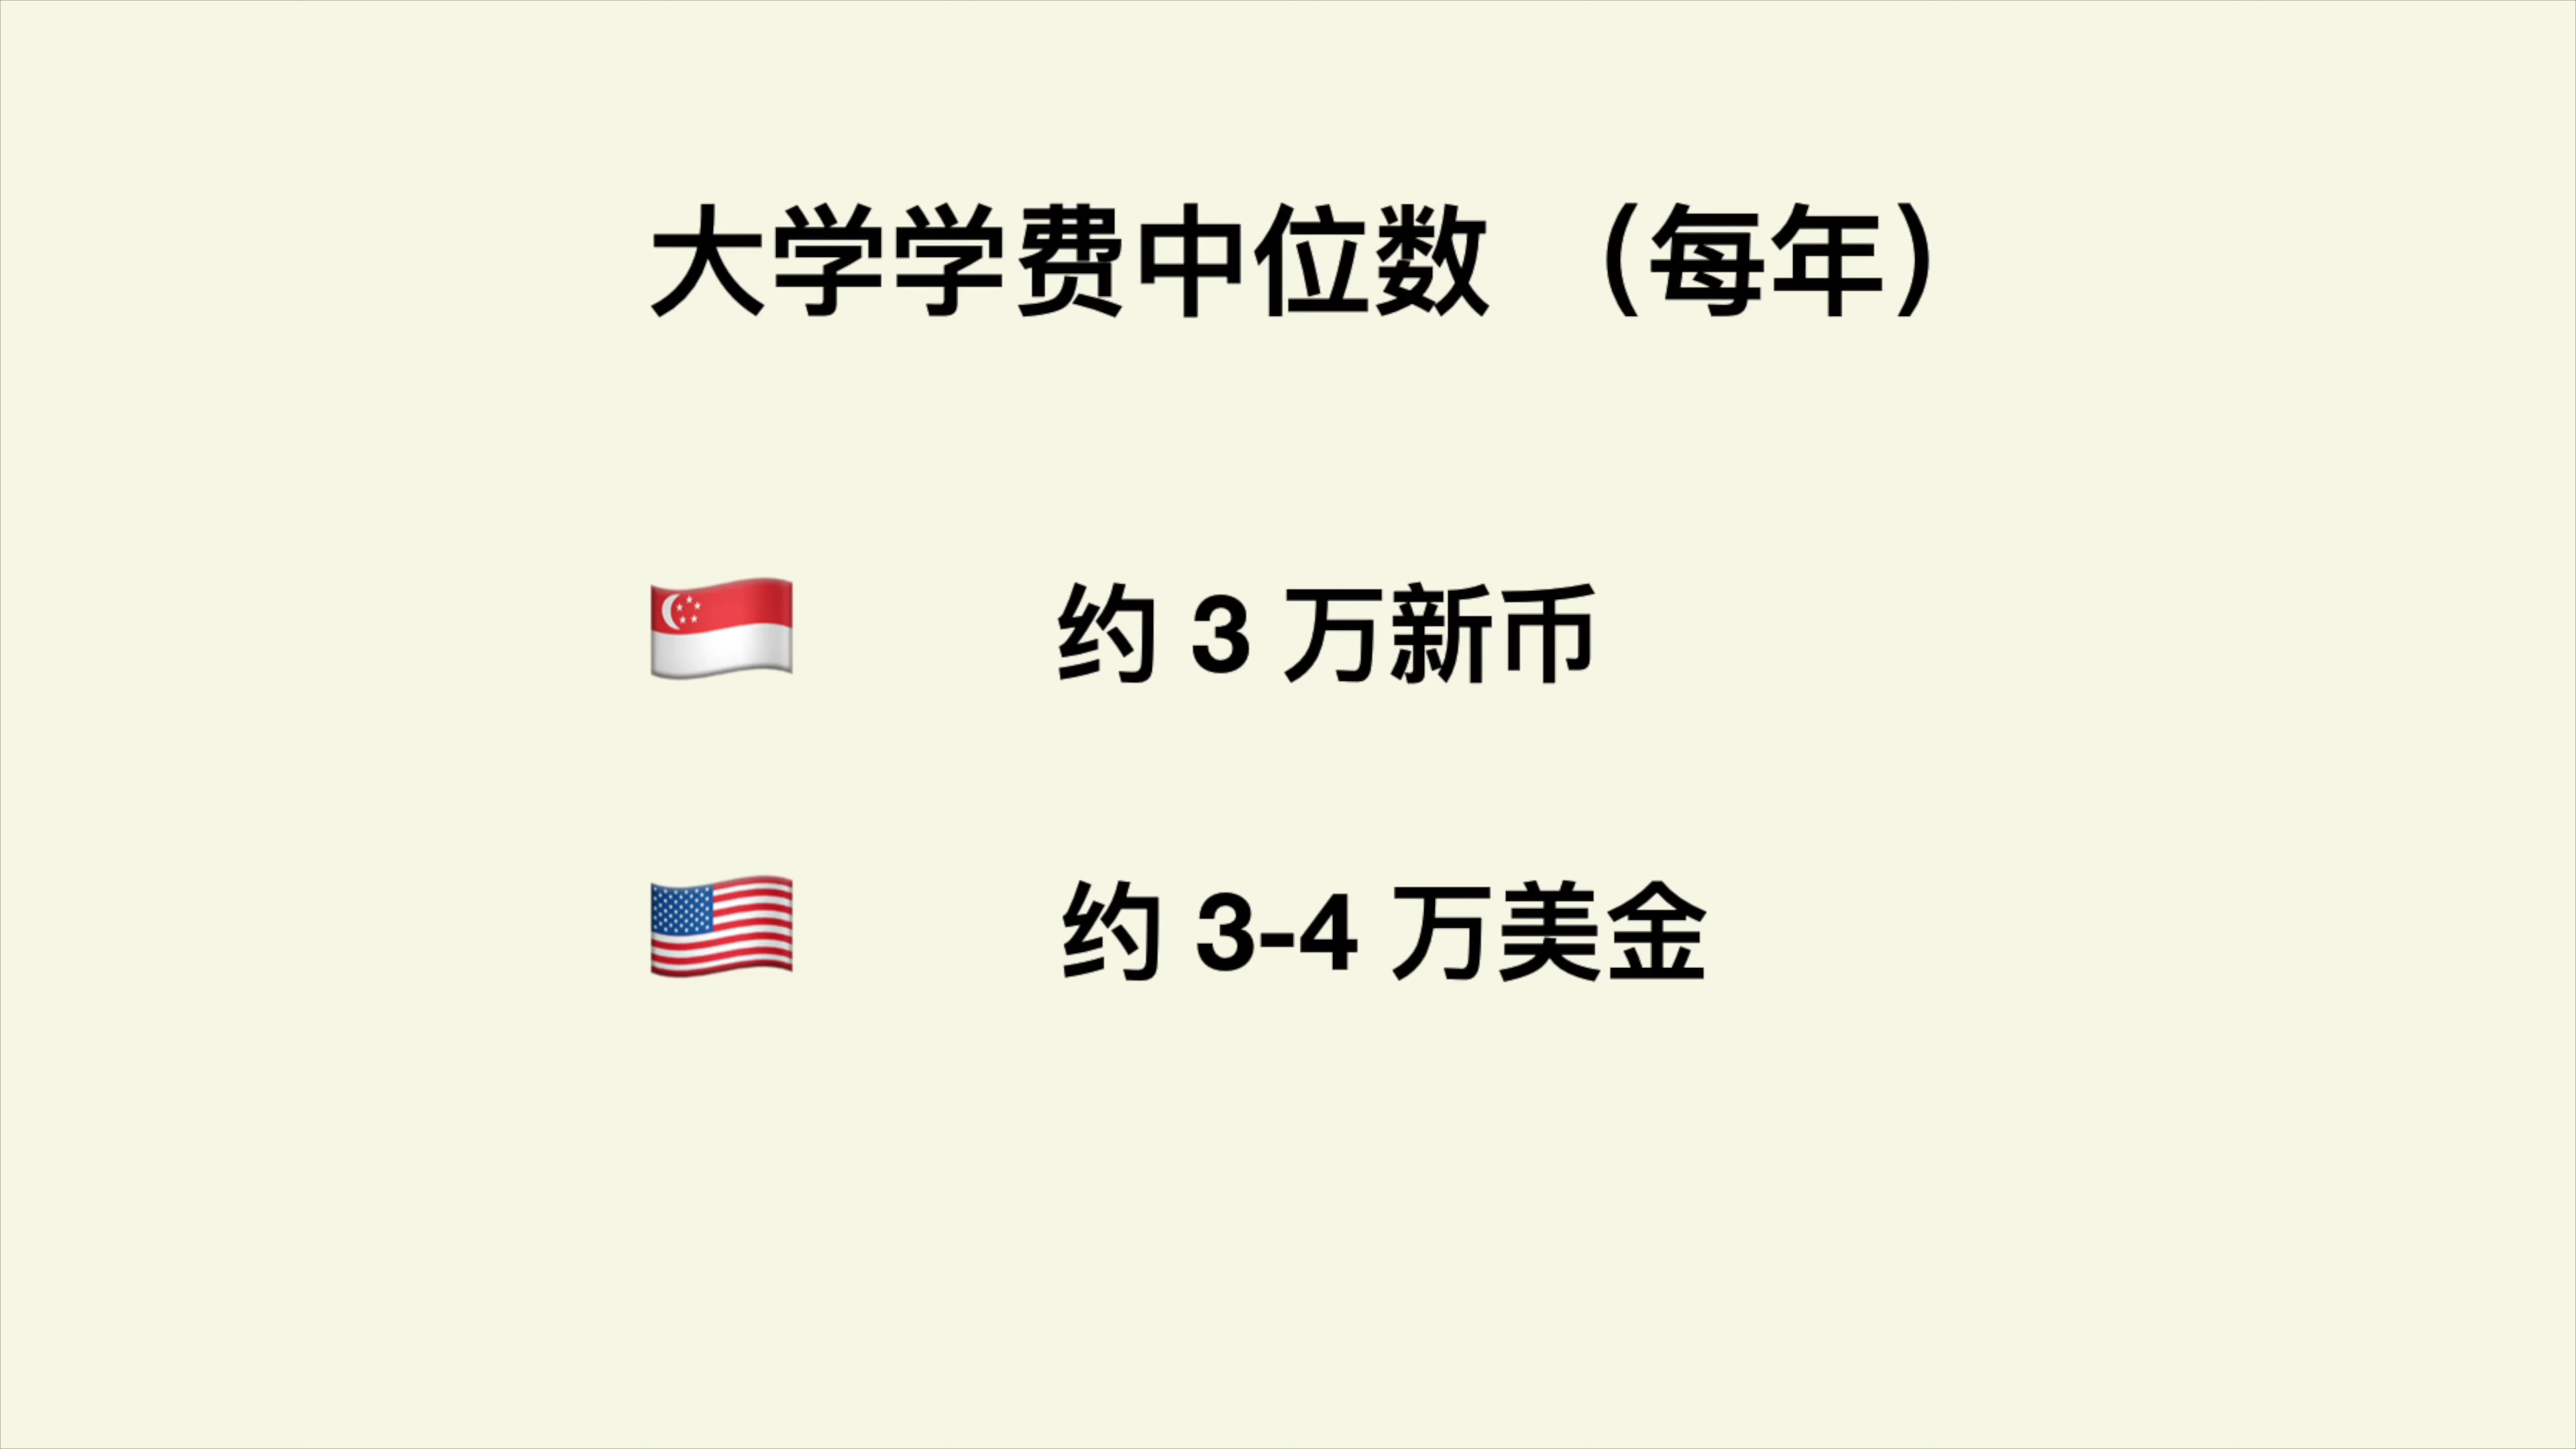 大学学费中位数 （每年）
约 3 万新币
约 3-4 万美金